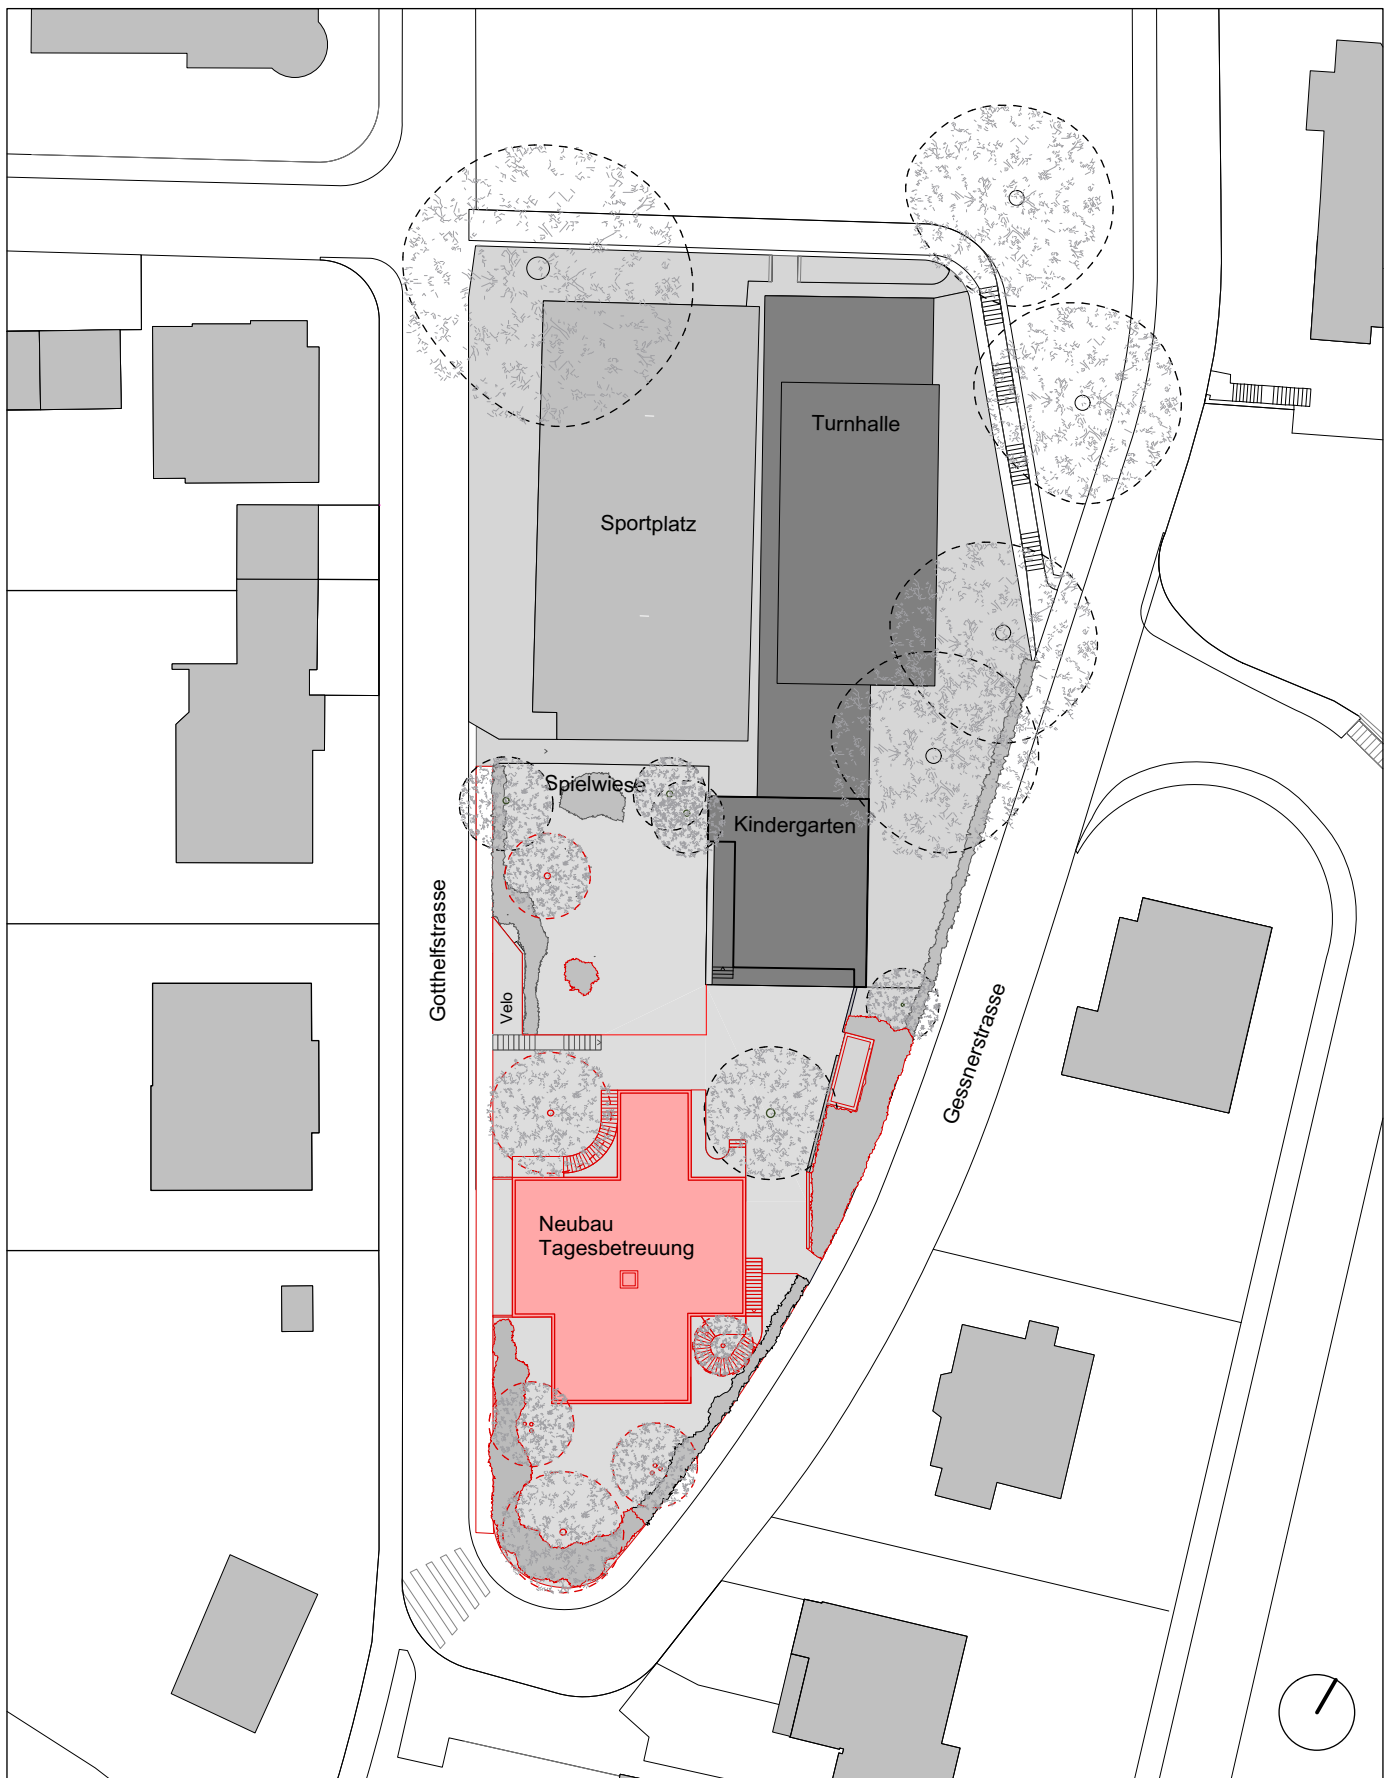 Turnhalle
Sportplatz
Spielwiese
Kindergarten
Gotthelfstrasse
Velo
Gessnerstrasse
Neubau
Tagesbetreuung